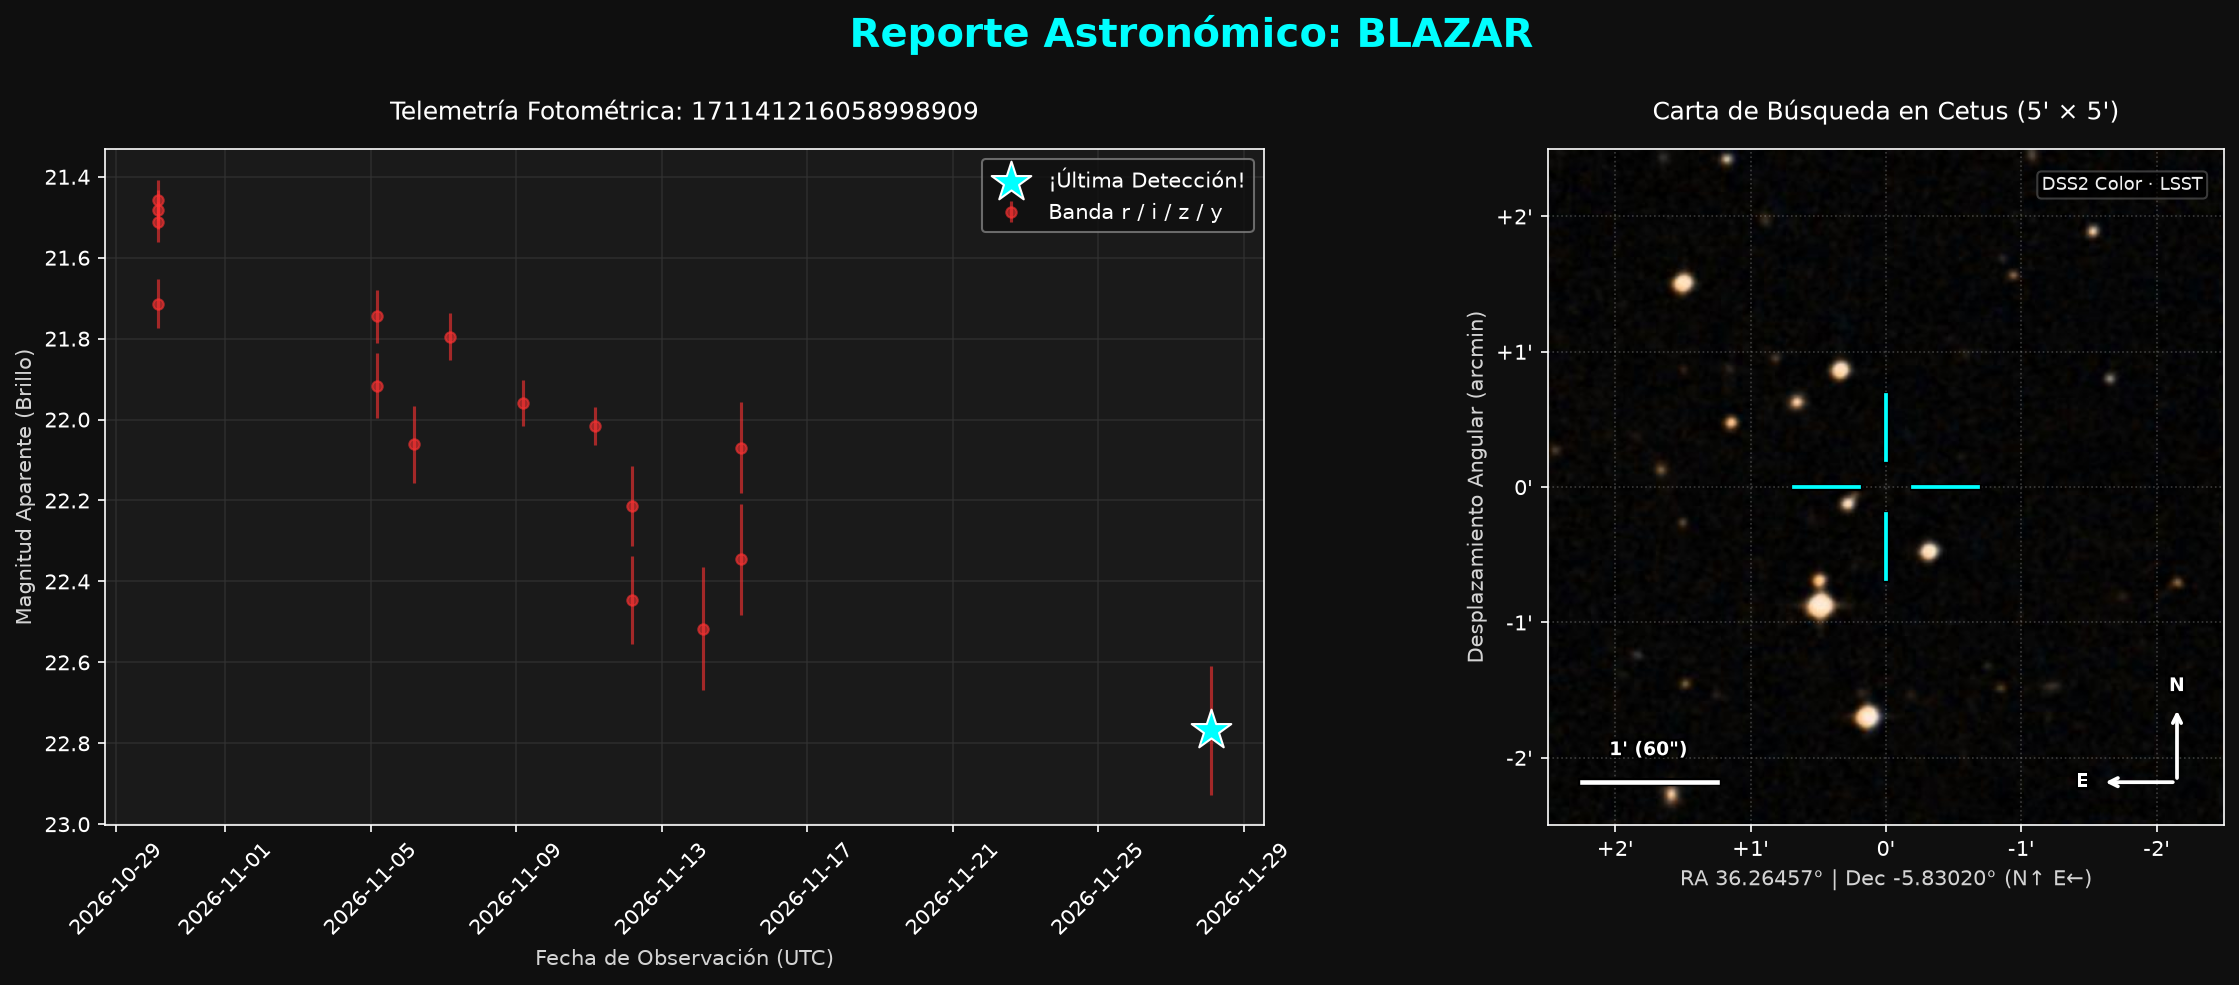 Reporte Astronómico: BLAZAR
Telemetría Fotométrica: 171141216058998909
¡Última Detección!
Banda r / i / z / y
Magnitud Aparente (Brillo)
21.4
21.6
21.8
22.0
22.2
22.4
22.6
22.8
23.0
2026-10-29
2026-11-01
2026-11-05
2026-11-09
2026-11-13
2026-11-17
2026-11-21
2026-11-25
2026-11-29
Fecha de Observación (UTC)
Carta de Búsqueda en Cetus (5' × 5')
DSS2 Color · LSST
Desplazamiento Angular (arcmin)
+2'
+1'
0'
-1'
-2'
N
E
1' (60")
+2'
+1'
0'
-1'
-2'
RA 36.26457° | Dec -5.83020° (N↑ E←)